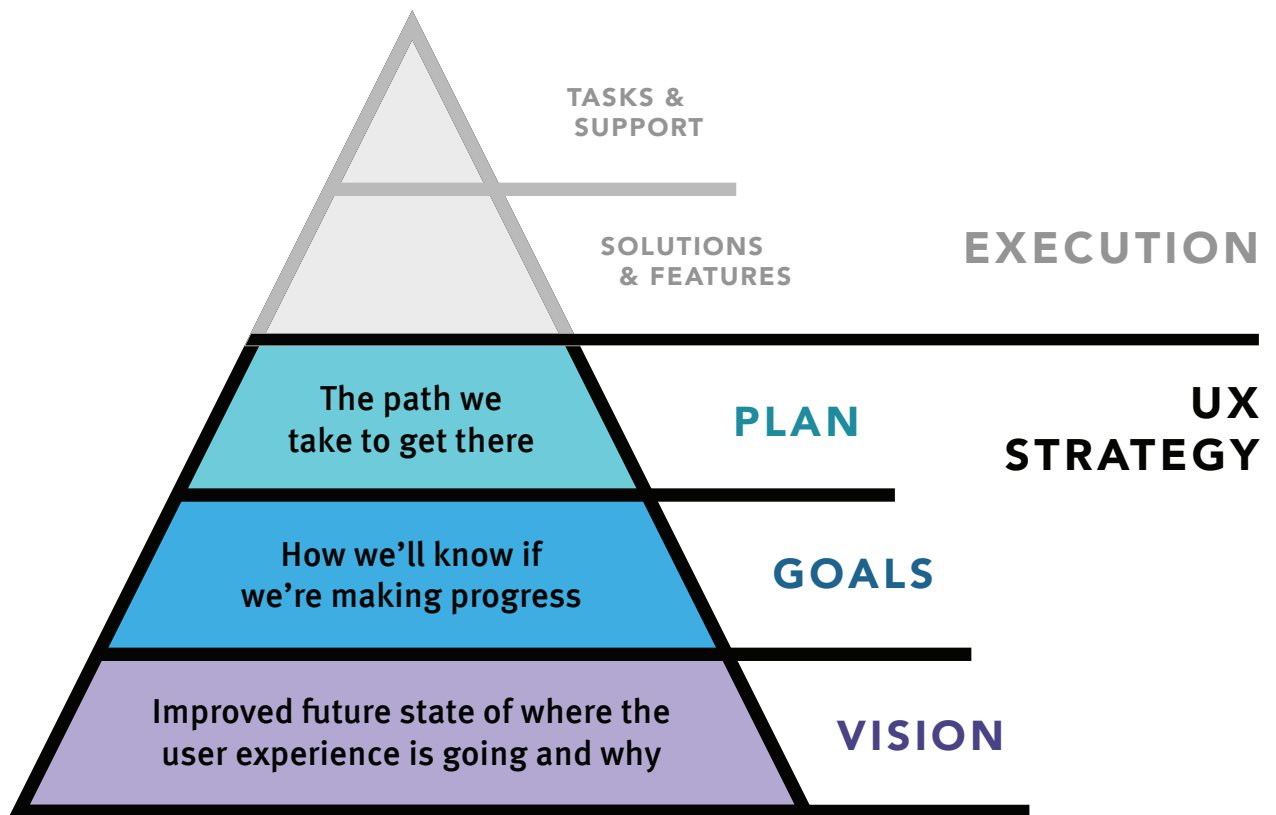 TASKS &
SUPPORT
SOLUTIONS
& FEATURES
EXECUTION
The path we
take to get there
PLAN
UX
STRATEGY
How we’ll know if
we’re making progress
GOALS
Improved future state of where the
user experience is going and why
VISION